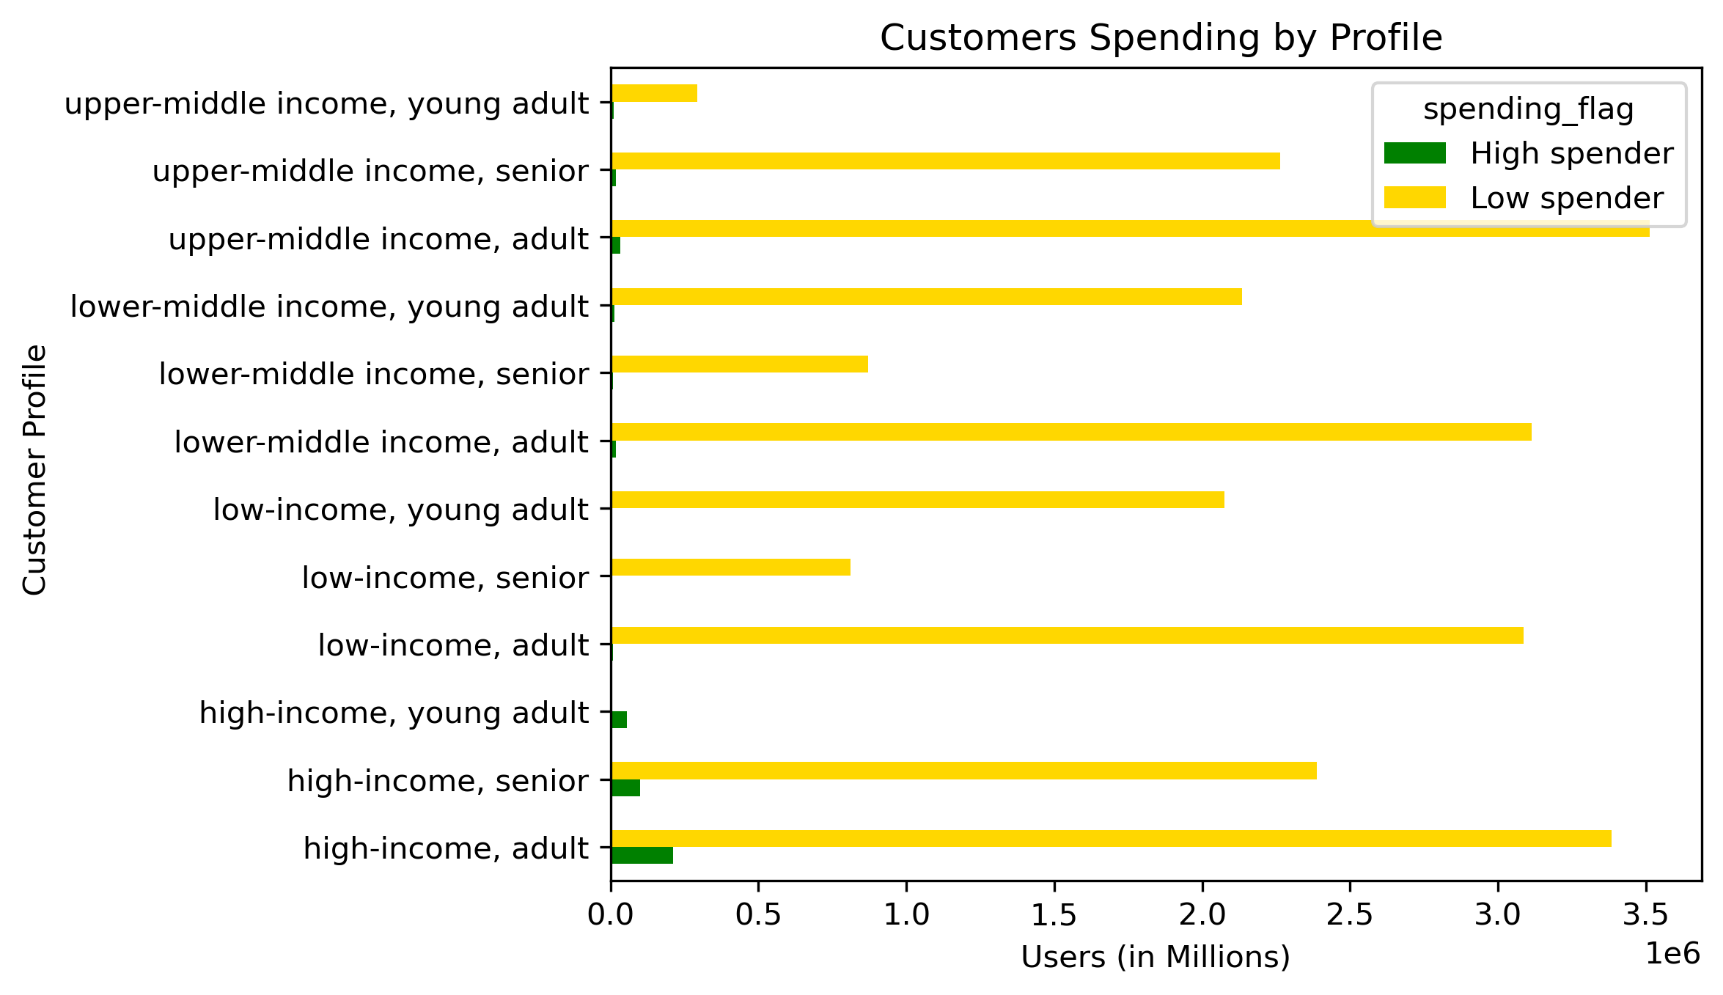 Customers Spending by Profile
spending_flag
High spender
Low spender
Customer Profile
upper-middle income, young adult
upper-middle income, senior
upper-middle income, adult
lower-middle income, young adult
lower-middle income, senior
lower-middle income, adult
low-income, young adult
low-income, senior
low-income, adult
high-income, young adult
high-income, senior
high-income, adult
0.0 0.5 1.0 1.5 2.0 2.5 3.0 3.5
1e6
Users (in Millions)